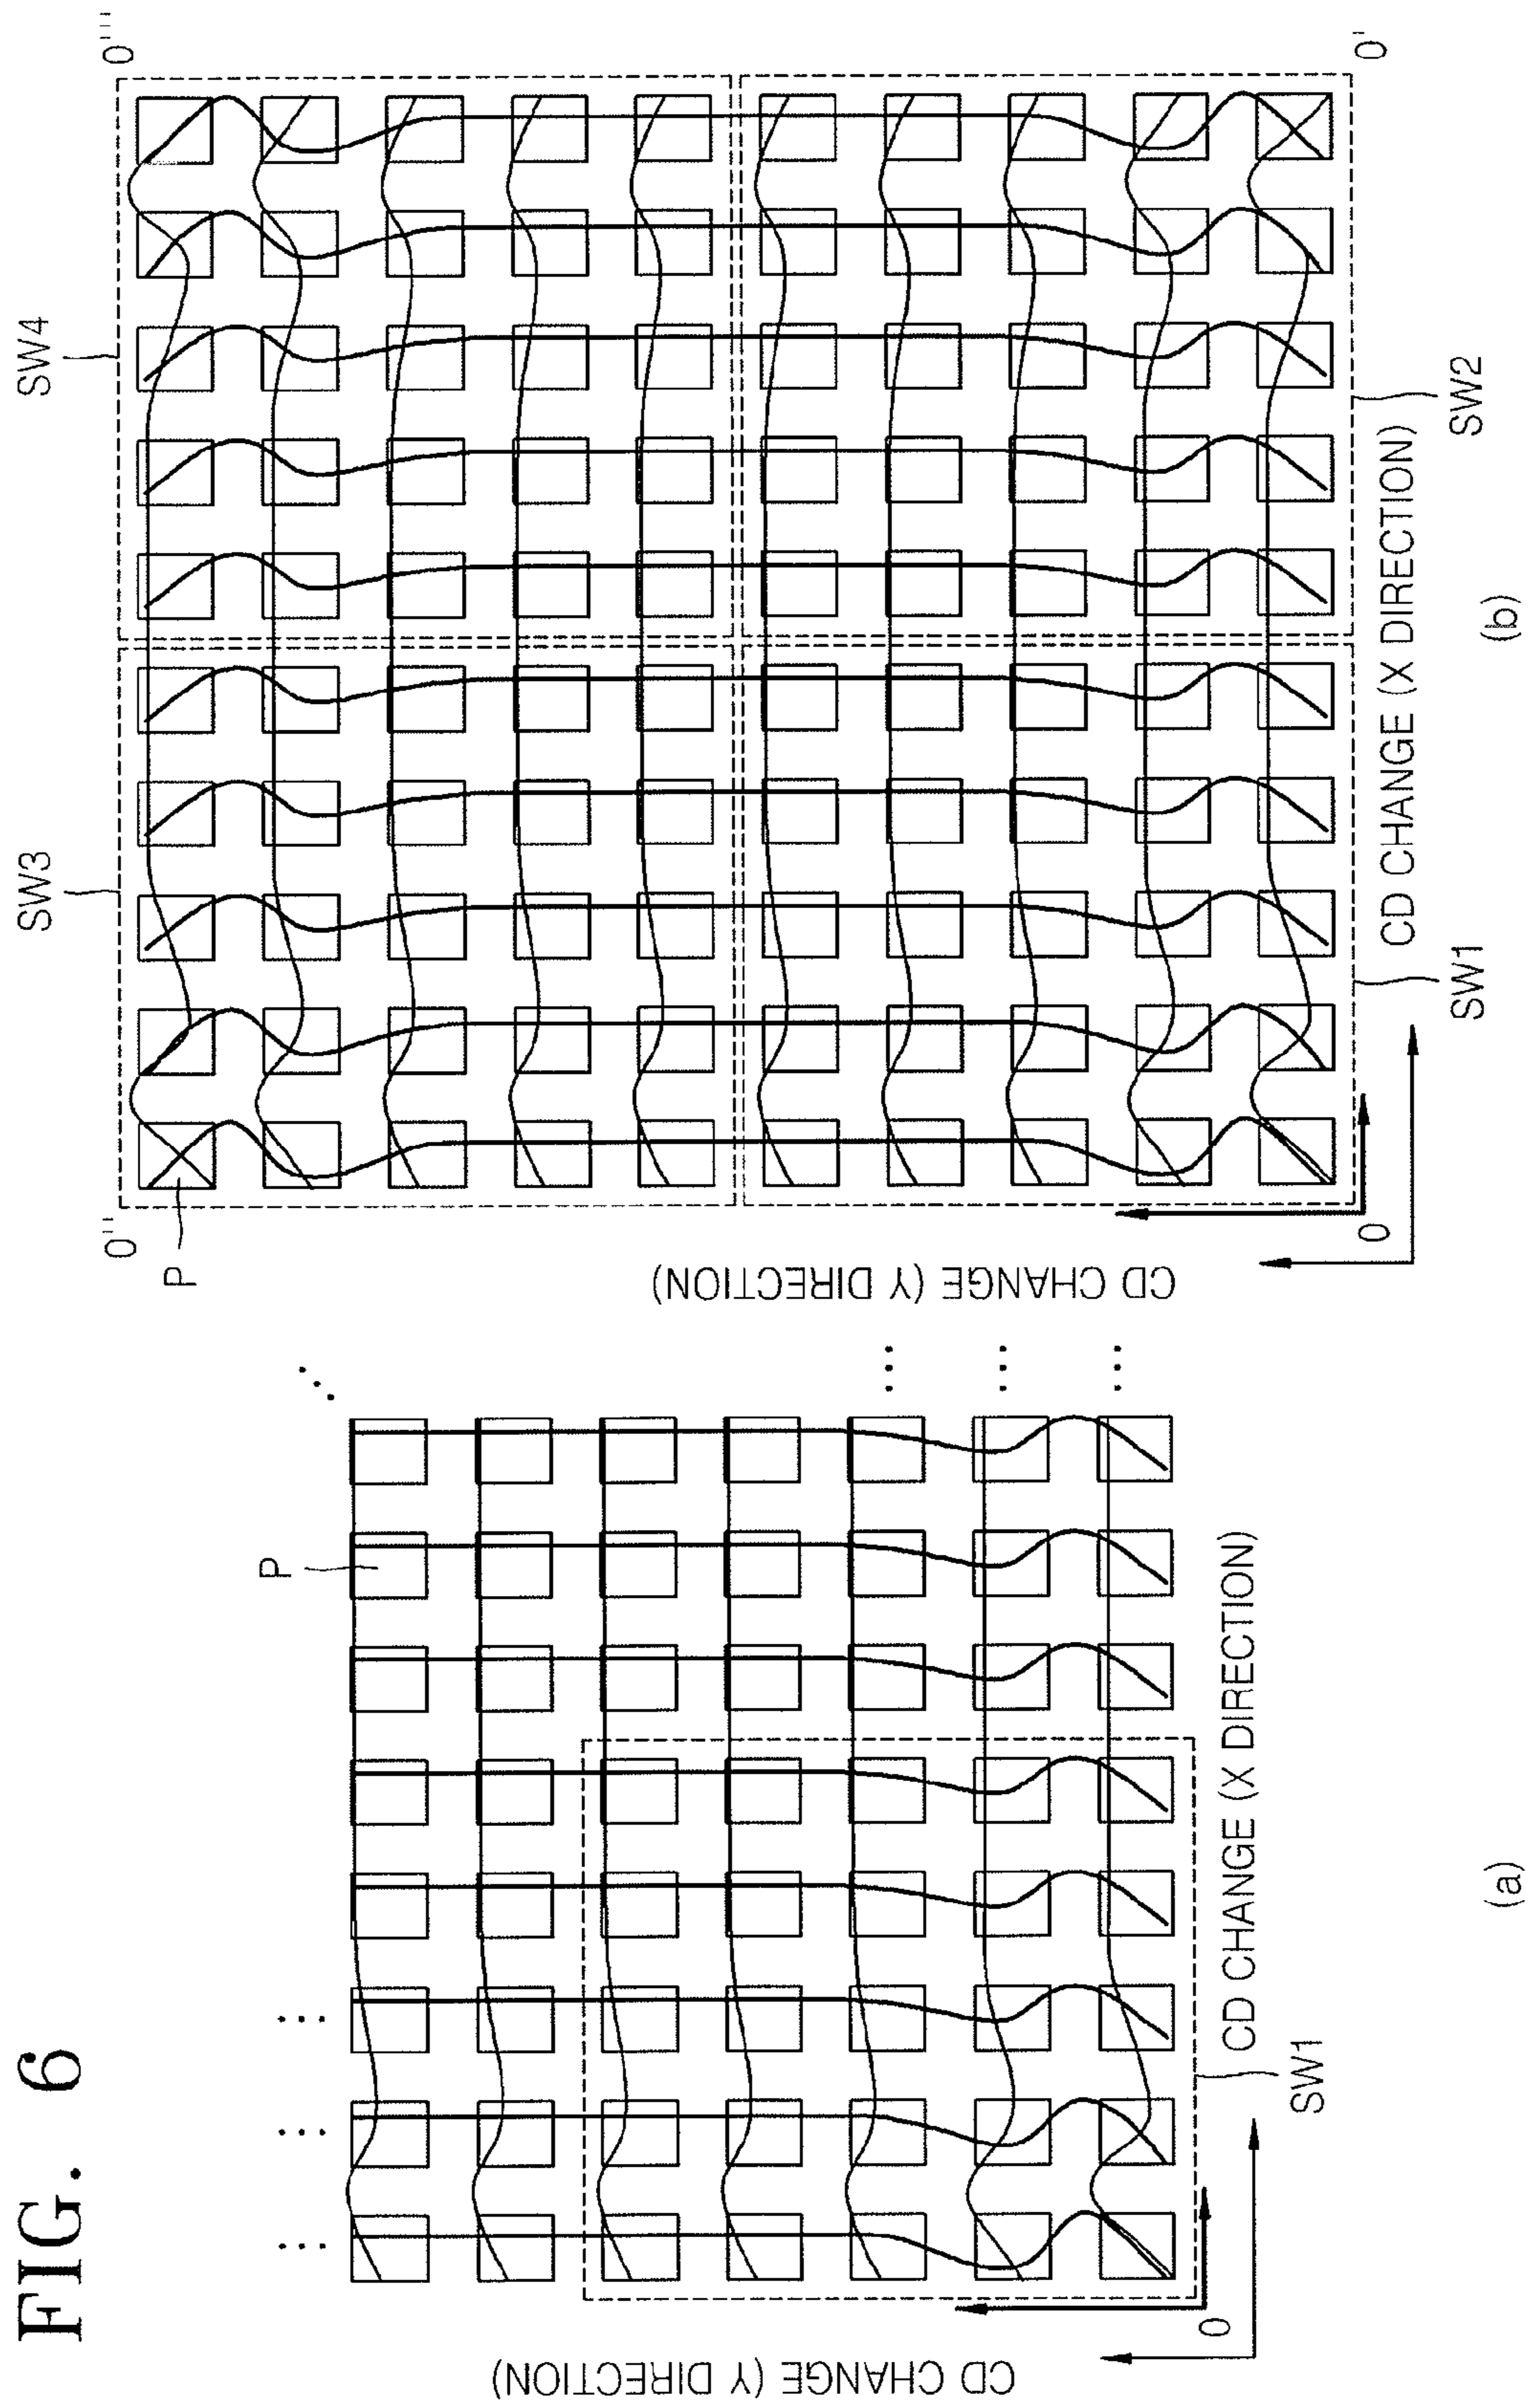 FIG. 6
P
CD CHANGE (Y DIRECTION)
0
CD CHANGE (X DIRECTION)
SW1
(a)
SW3
SW4
0''
0'''
P
CD CHANGE (Y DIRECTION)
0
0'
CD CHANGE (X DIRECTION)
SW1
SW2
(b)